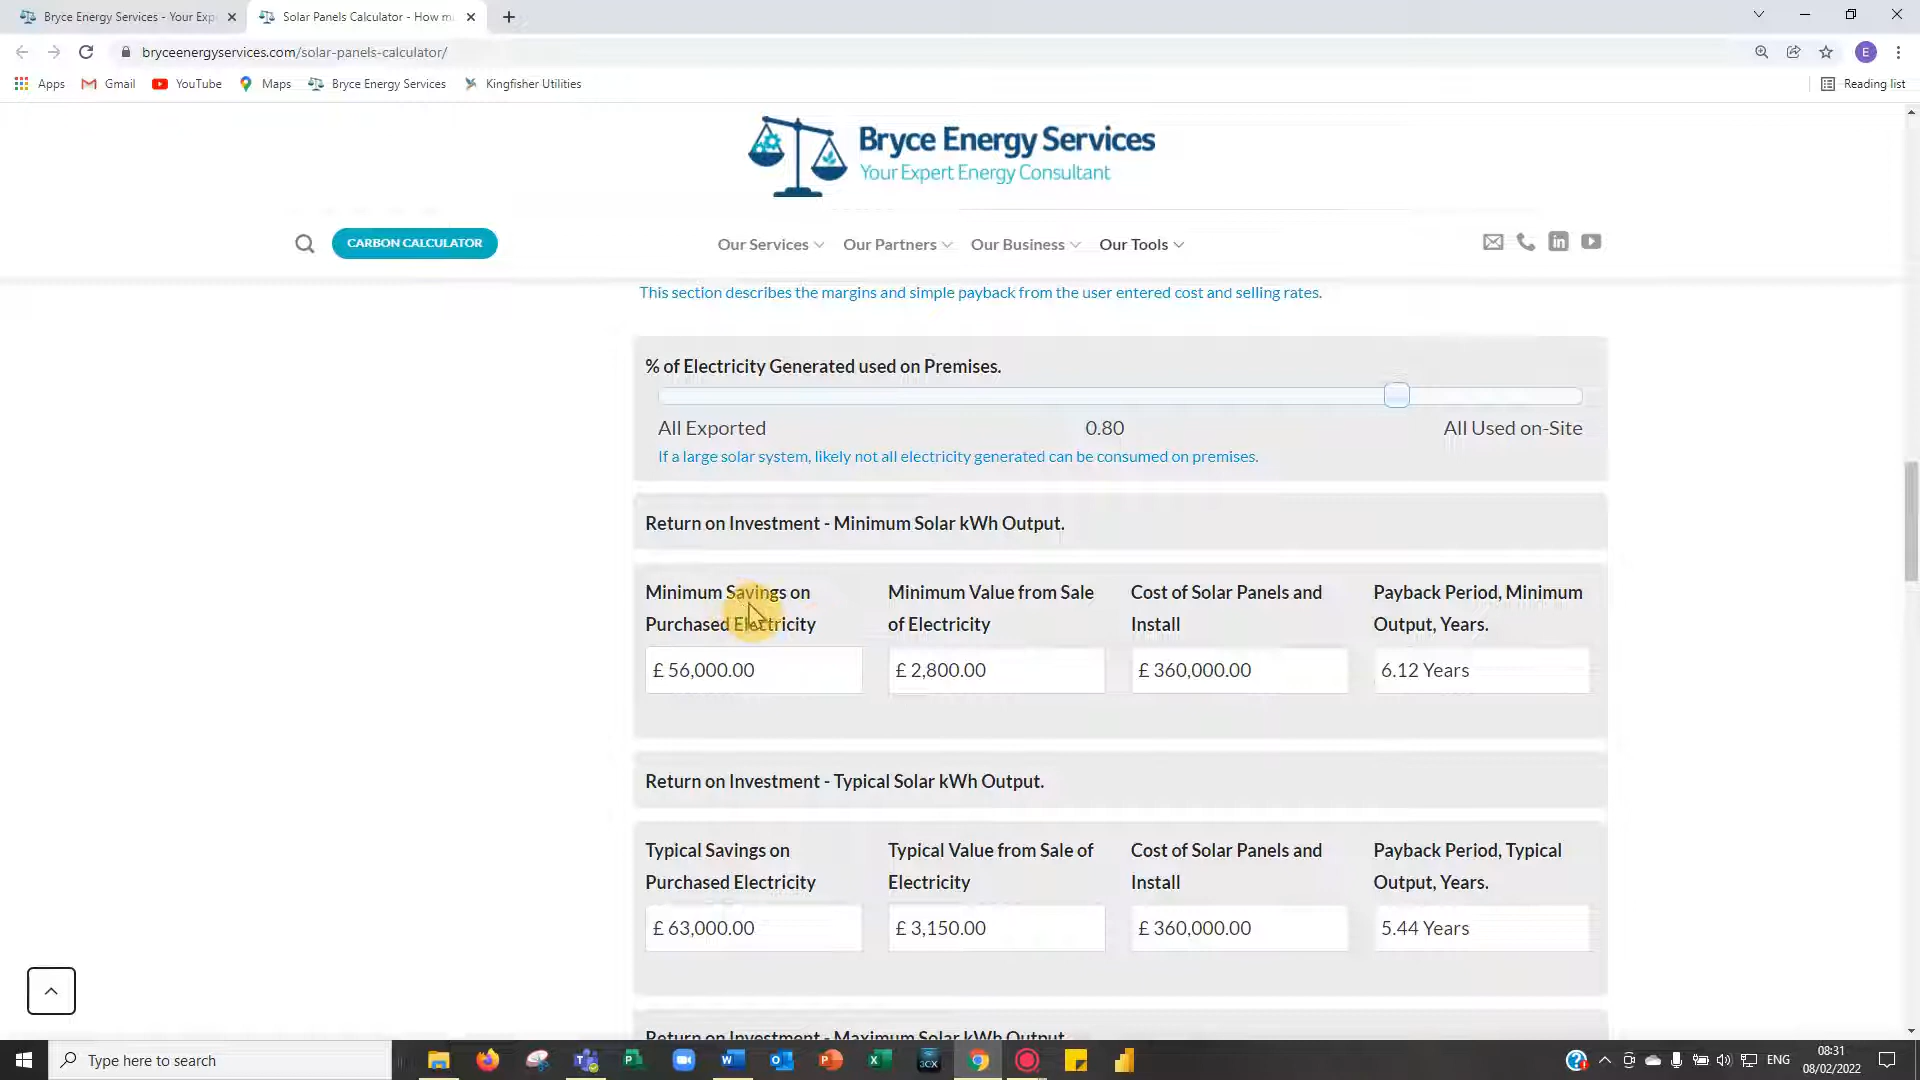 Bryce Energy Services - Your Exp
Solar Panels Calculator - How m
bryceenergyservices.com/solar-panels-calculator/
E
Apps
Gmail
YouTube
Maps
Bryce Energy Services
Kingfisher Utilities
Reading list
Bryce Energy Services
Your Expert Energy Consultant
CARBON CALCULATOR
Our Services
Our Partners
Our Business
Our Tools
This section describes the margins and simple payback from the user entered cost and selling rates.
% of Electricity Generated used on Premises.
All Exported
0.80
All Used on-Site
If a large solar system, likely not all electricity generated can be consumed on premises.
Return on Investment - Minimum Solar kWh Output.
Minimum Savings on
Purchased Electricity
£ 56,000.00
Minimum Value from Sale
of Electricity
£ 2,800.00
Cost of Solar Panels and
Install
£ 360,000.00
Payback Period, Minimum
Output, Years.
6.12 Years
Return on Investment - Typical Solar kWh Output.
Typical Savings on
Purchased Electricity
£ 63,000.00
Typical Value from Sale of
Electricity
£ 3,150.00
Cost of Solar Panels and
Install
£ 360,000.00
Payback Period, Typical
Output, Years.
5.44 Years
Return on Investment - Maximum Solar kWh Output
Type here to search
3CX
ENG
08:31
08/02/2022